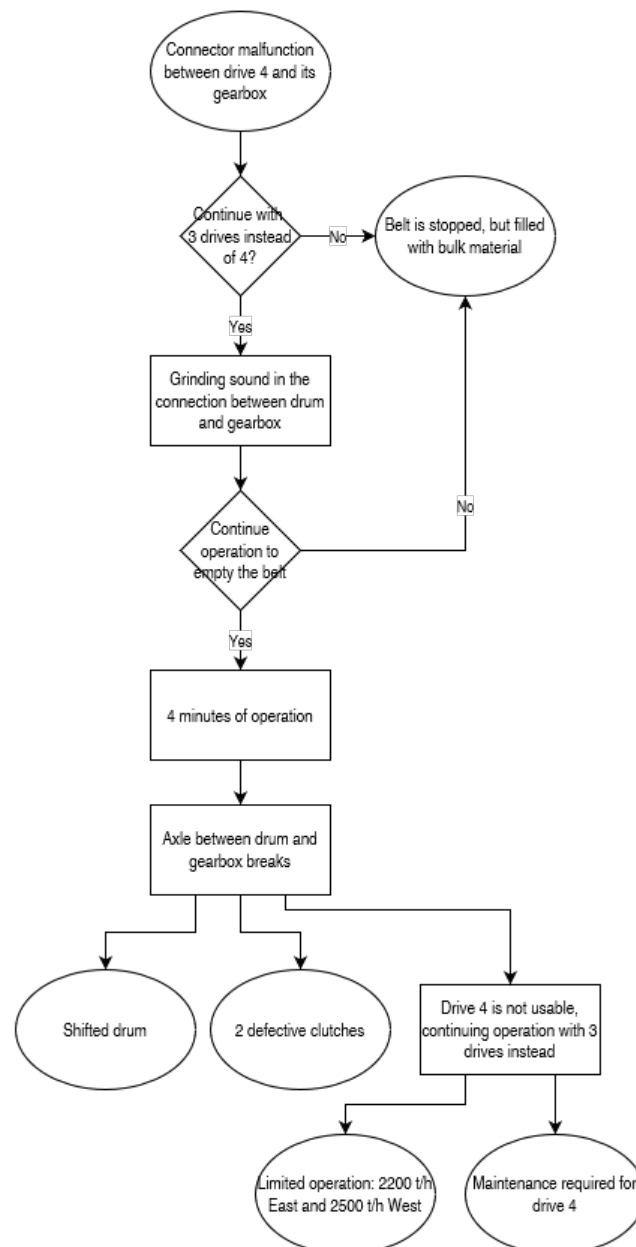 Connector malfunction
between drive 4 and its
gearbox
Continue with
3 drives instead
of 4?
No
Belt is stopped, but filled
with bulk material
Yes
Grinding sound in the
connection between drum
and gearbox
Continue
operation to
empty the belt
No
Yes
4 minutes of operation
Axle between drum and
gearbox breaks
Shifted drum
2 defective clutches
Drive 4 is not usable,
continuing operation with 3
drives instead
Limited operation: 2200 t/h
East and 2500 t/h West
Maintenance required for
drive 4